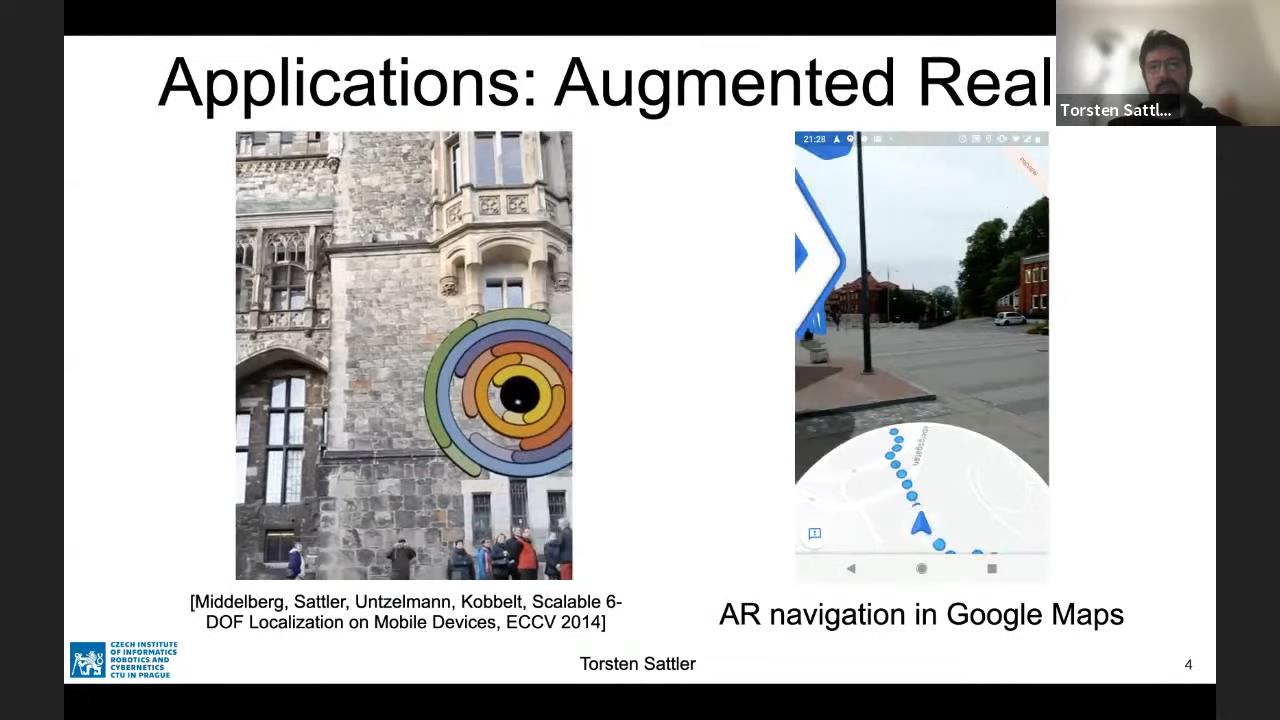 Applications: Augmented Real
Torsten Sattl...
21:28
PREVIEW
[Middelberg, Sattler, Untzelmann, Kobbelt, Scalable 6-
DOF Localization on Mobile Devices, ECCV 2014]
AR navigation in Google Maps
CZECH INSTITUTE
OF INFORMATICS
ROBOTICS AND
CYBERNETICS
CTU IN PRAGUE
Torsten Sattler
4